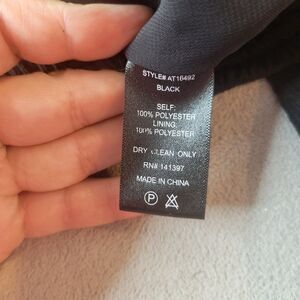 STYLE# AT16492
BLACK
SELF:
100% POLYESTER
LINING:
100% POLYESTER
DRY CLEAN ONLY
RN# 141397
MADE IN CHINA
P A